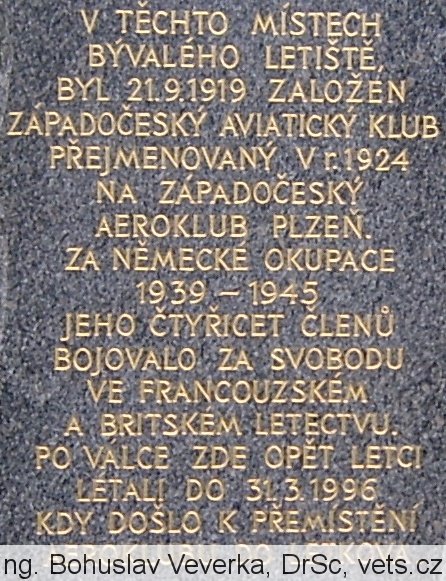 V TĚCHTO MÍSTECH
BÝVALÉHO LETIŠTĚ,
BYL 21.9.1919 ZALOŽEN
ZÁPADOČESKÝ AVIATICKÝ KLUB
PŘEJMENOVANÝ V r.1924
NA ZÁPADOČESKÝ
AEROKLUB PLZEŇ.
ZA NĚMECKÉ OKUPACE
1939 – 1945
JEHO ČTYŘICET ČLENŮ
BOJOVALO ZA SVOBODU
VE FRANCOUZSKÉM
A BRITSKÉM LETECTVU.
PO VÁLCE ZDE OPĚT LETCI
LÉTALI DO 31.3.1996
KDY DOŠLO K PŘEMÍSTĚNÍ
ng. Bohuslav Veverka, DrSc, vets.cz